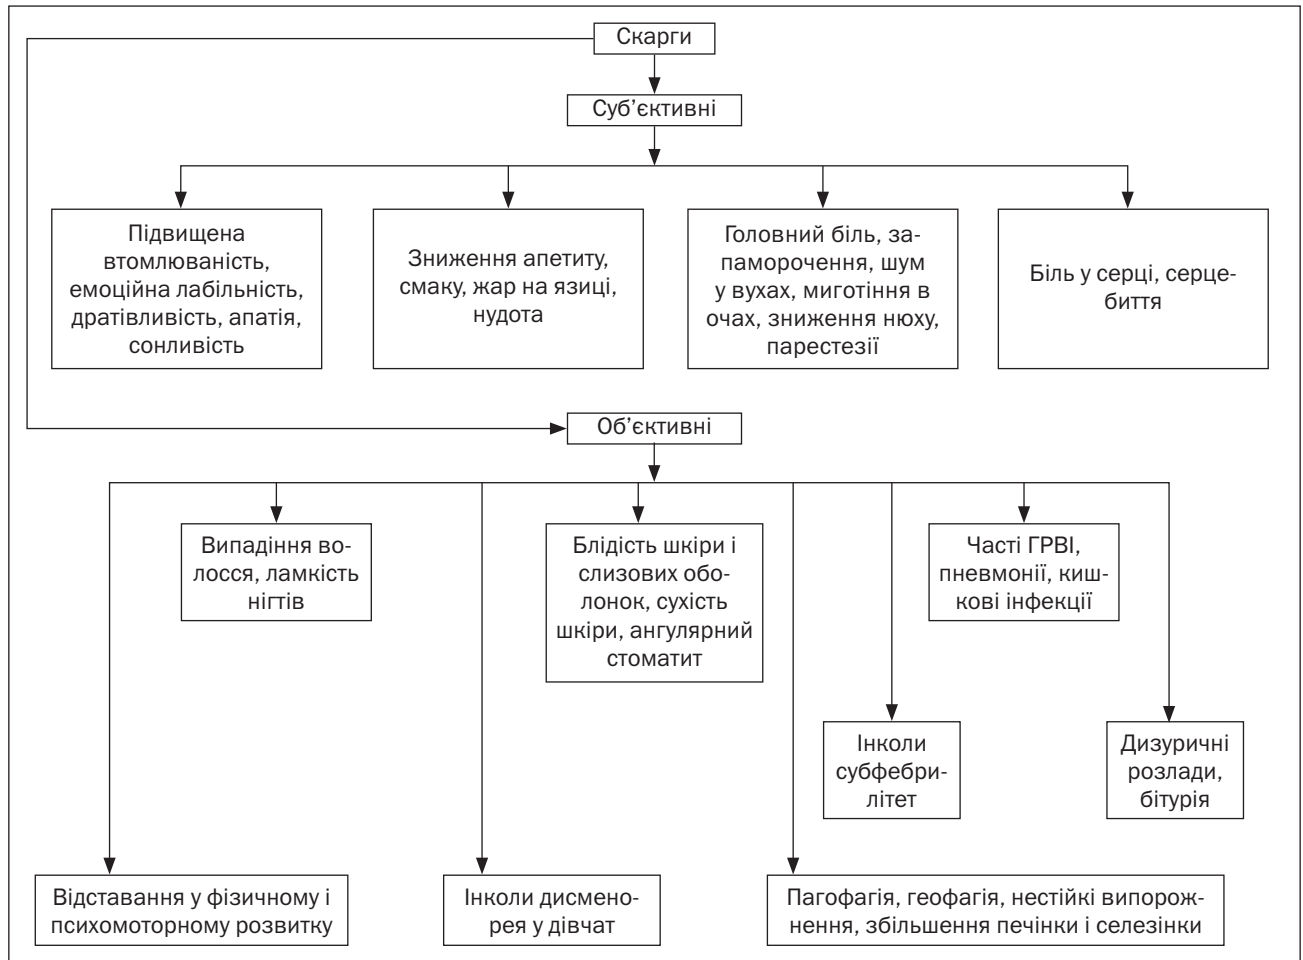 Скарги
Суб’єктивні
Підвищена
втомлюваність,
емоційна лабільність,
дратівливість, апатія,
сонливість
Зниження апетиту,
смаку, жар на язиці,
нудота
Головний біль, за-
паморочення, шум
у вухах, миготіння в
очах, зниження нюху,
парестезії
Біль у серці, серце-
биття
Об’єктивні
Випадіння во-
лосся, ламкість
нігтів
Блідість шкіри і
слизових обо-
лонок, сухість
шкіри, ангулярний
стоматит
Часті ГРВІ,
пневмонії, киш-
кові інфекції
Інколи
субфебри-
літет
Дизуричні
розлади,
бітурія
Відставання у фізичному і
психомоторному розвитку
Інколи дисмено-
рея у дівчат
Пагофагія, геофагія, нестійкі випорож-
нення, збільшення печінки і селезінки